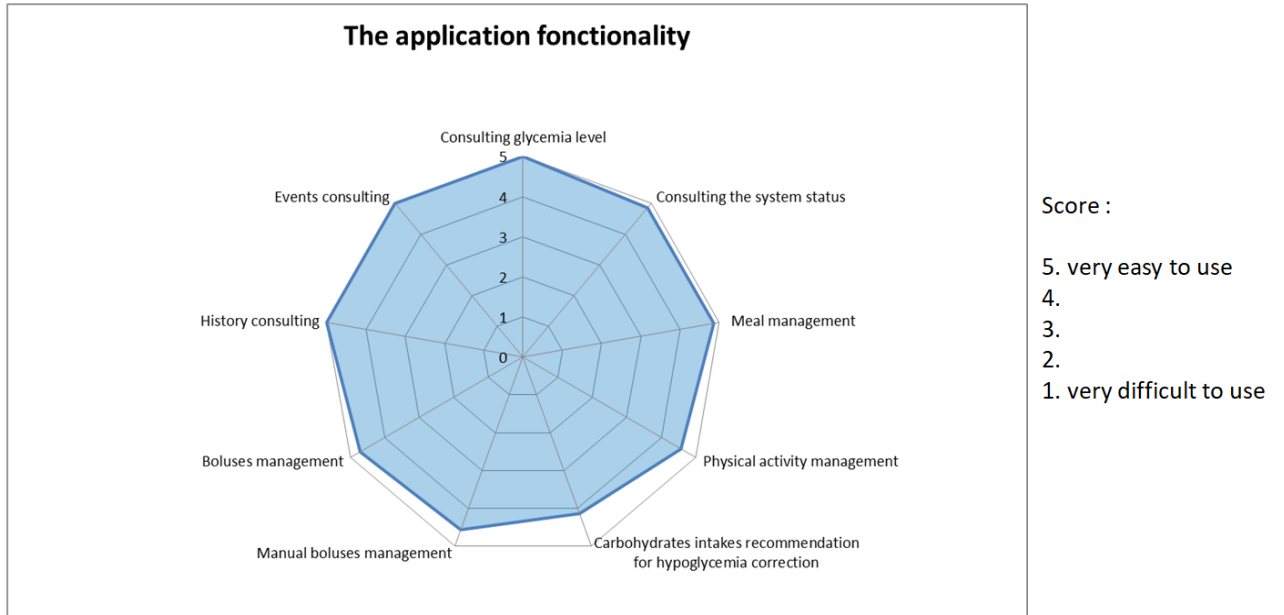 The application fonctionality
Consulting glycemia level
5
Events consulting
Consulting the system status
4
3
2
History consulting
Meal management
1
0
Boluses management
Physical activity management
Manual boluses management
Carbohydrates intakes recommendation
for hypoglycemia correction
Score :
5. very easy to use
4.
3.
2.
1. very difficult to use